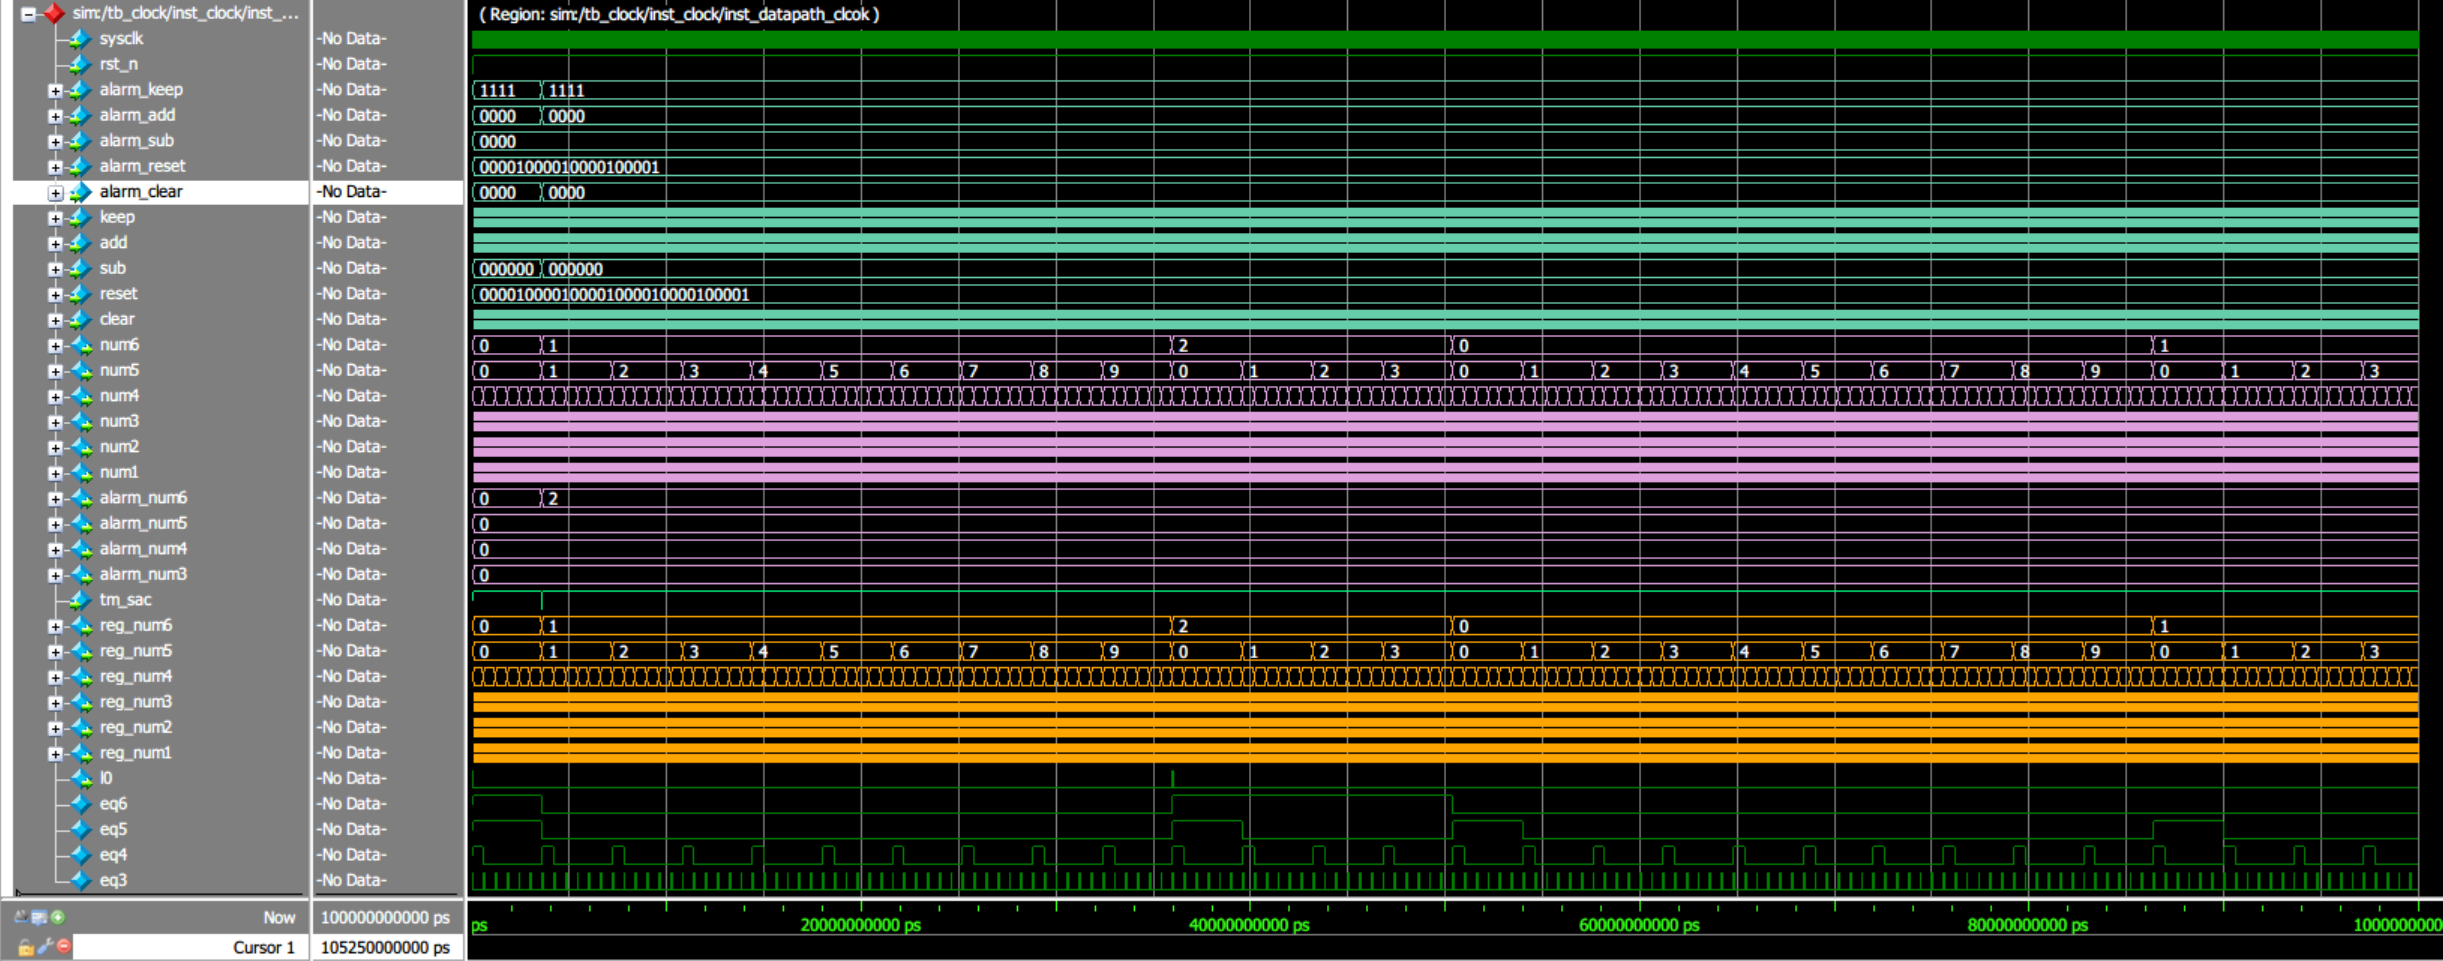 sim:/tb_clock/inst_clock/inst_... ( Region: sim:/tb_clock/inst_clock/inst_datapath_clcok )
sysclk -No Data-
rst_n -No Data-
alarm_keep -No Data- 1111 1111
alarm_add -No Data- 0000 0000
alarm_sub -No Data- 0000
alarm_reset -No Data- 00001000010000100001
alarm_clear -No Data- 0000 0000
keep -No Data-
add -No Data-
sub -No Data- 000000 000000
reset -No Data- 000010000100001000010000100001
clear -No Data-
num6 -No Data- 0 1 2 0 1
num5 -No Data- 0 1 2 3 4 5 6 7 8 9 0 1 2 3 0 1 2 3 4 5 6 7 8 9 0 1 2 3
num4 -No Data-
num3 -No Data-
num2 -No Data-
num1 -No Data-
alarm_num6 -No Data- 0 2
alarm_num5 -No Data- 0
alarm_num4 -No Data- 0
alarm_num3 -No Data- 0
tm_sac -No Data-
reg_num6 -No Data- 0 1 2 0 1
reg_num5 -No Data- 0 1 2 3 4 5 6 7 8 9 0 1 2 3 0 1 2 3 4 5 6 7 8 9 0 1 2 3
reg_num4 -No Data-
reg_num3 -No Data-
reg_num2 -No Data-
reg_num1 -No Data-
l0 -No Data-
eq6 -No Data-
eq5 -No Data-
eq4 -No Data-
eq3 -No Data-
Now 100000000000 ps ps 20000000000 ps 40000000000 ps 60000000000 ps 80000000000 ps 1000000000
Cursor 1 105250000000 ps